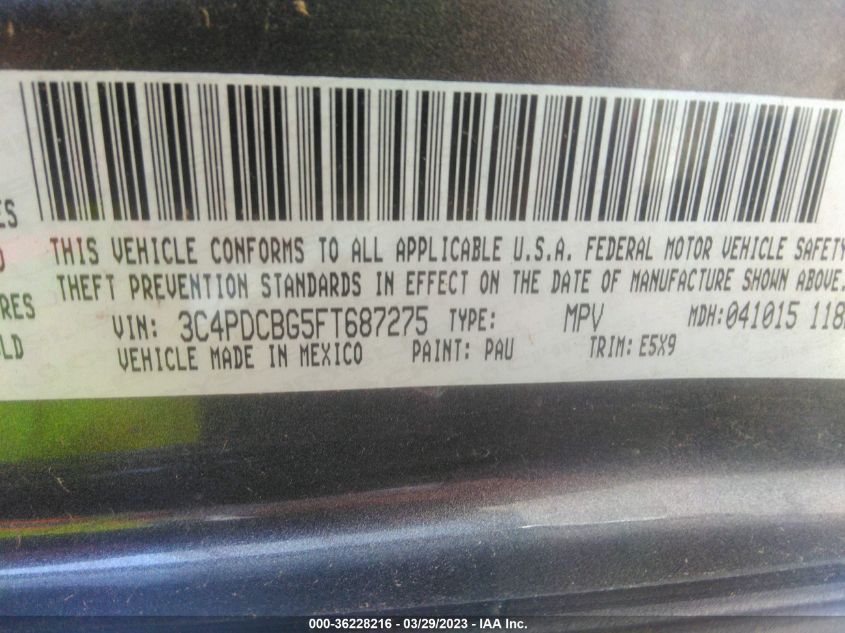 ES
THIS VEHICLE CONFORMS TO ALL APPLICABLE U.S.A. FEDERAL MOTOR VEHICLE SAFETY
THEFT PREVENTION STANDARDS IN EFFECT ON THE DATE OF MANUFACTURE SHOWN ABOVE.
RES
VIN: 3C4PDCBG5FT687275 TYPE: MPV MDH:041015 118
LD
VEHICLE MADE IN MEXICO PAINT: PAU TRIM: E5X9
000-36228216 - 03/29/2023 - IAAI.com